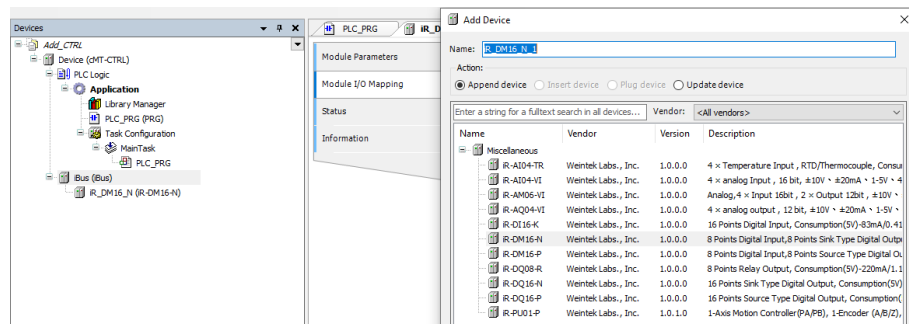 Devices
Add_CTRL
Device (cMT-CTRL)
PLC Logic
Application
Library Manager
PLC_PRG (PRG)
Task Configuration
MainTask
PLC_PRG
iBus (iBus)
iR_DM16_N (iR-DM16-N)
PLC_PRG
iR_D
Module Parameters
Module I/O Mapping
Status
Information
Add Device
Name: iR_DM16_N_1
Action:
Append device Insert device Plug device Update device
Enter a string for a fulltext search in all devices... Vendor: <All vendors>
Name Vendor Version Description
Miscellaneous
iR-AI04-TR Weintek Labs., Inc. 1.0.0.0 4 × Temperature Input , RTD/Thermocouple, Consu
iR-AI04-VI Weintek Labs., Inc. 1.0.0.0 4 × analog Input , 16 bit, ±10V、±20mA、1-5V、4
iR-AM06-VI Weintek Labs., Inc. 1.0.0.0 Analog,4 × Input 16bit , 2 × Output 12bit , ±10V、
iR-AQ04-VI Weintek Labs., Inc. 1.0.0.0 4 × analog output , 12 bit, ±10V、±20mA、1-5V、
iR-DI16-K Weintek Labs., Inc. 1.0.0.0 16 Points Digital Input, Consumption(5V)-83mA/0.41
iR-DM16-N Weintek Labs., Inc. 1.0.0.0 8 Points Digital Input,8 Points Sink Type Digital Outp
iR-DM16-P Weintek Labs., Inc. 1.0.0.0 8 Points Digital Input,8 Points Source Type Digital Ou
iR-DQ08-R Weintek Labs., Inc. 1.0.0.0 8 Points Relay Output, Consumption(5V)-220mA/1.1
iR-DQ16-N Weintek Labs., Inc. 1.0.0.0 16 Points Sink Type Digital Output, Consumption(5V)
iR-DQ16-P Weintek Labs., Inc. 1.0.0.0 16 Points Source Type Digital Output, Consumption(
iR-PU01-P Weintek Labs., Inc. 1.0.1.0 1-Axis Motion Controller(PA/PB), 1-Encoder (A/B/Z),